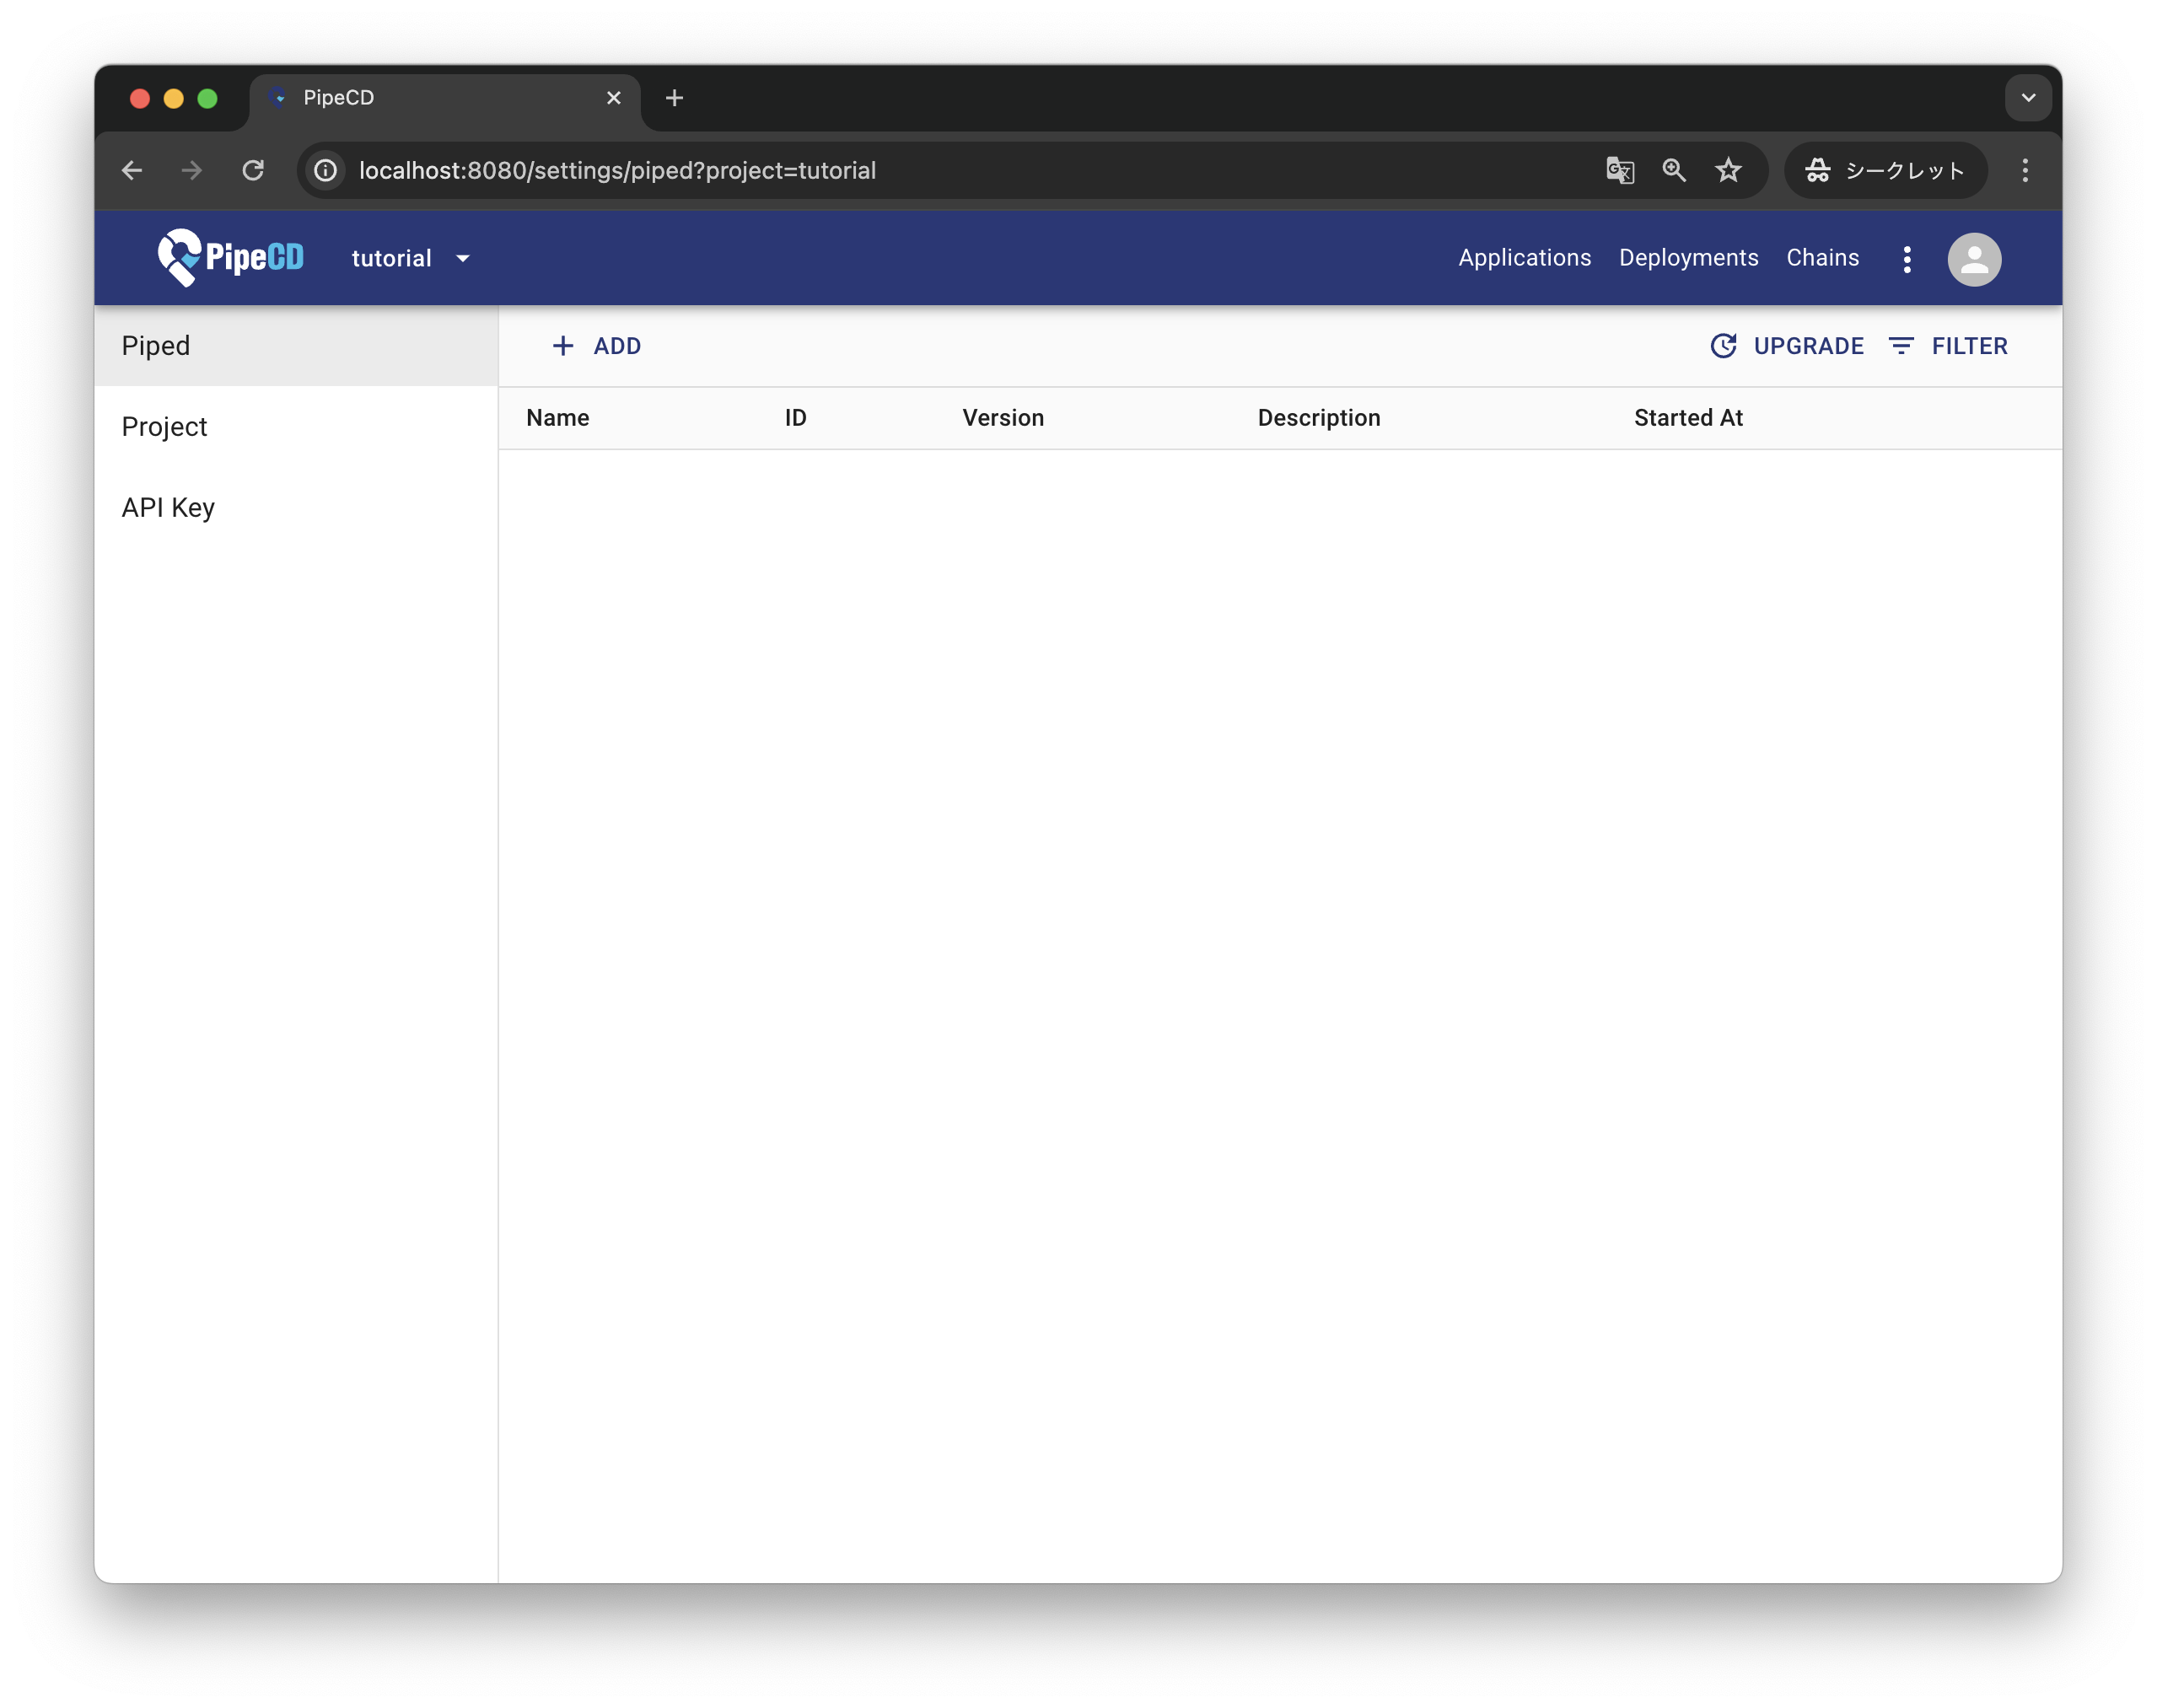 PipeCD
localhost:8080/settings/piped?project=tutorial
シークレット
PipeCD tutorial Applications Deployments Chains
Piped
Project
API Key
ADD UPGRADE FILTER
Name ID Version Description Started At